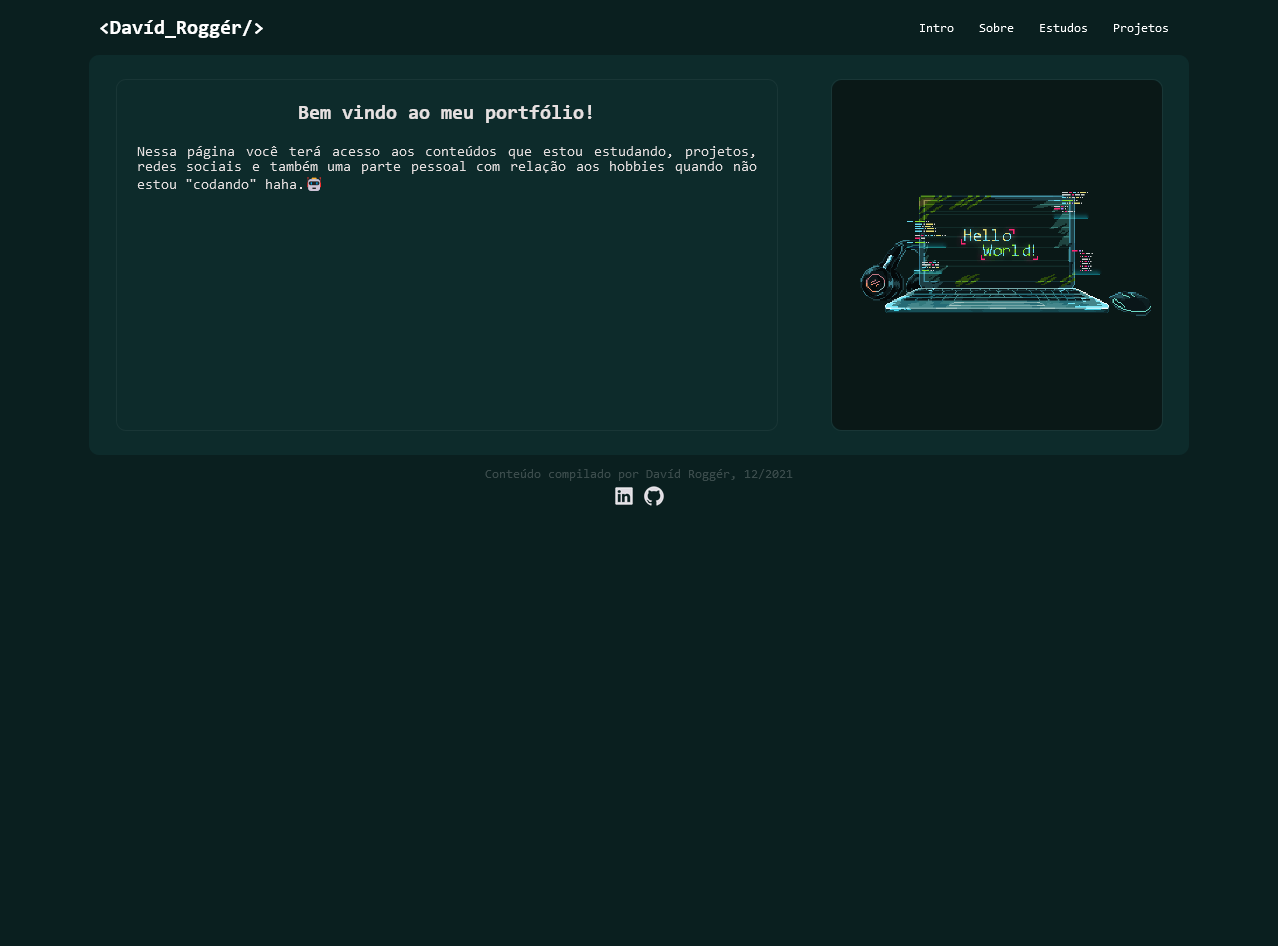 <Davíd_Roggér/>
Intro Sobre Estudos Projetos
Bem vindo ao meu portfólio!
Nessa página você terá acesso aos conteúdos que estou estudando, projetos,
redes sociais e também uma parte pessoal com relação aos hobbies quando não
estou "codando" haha.🤖
Hello
World!
Conteúdo compilado por Davíd Roggér, 12/2021
in